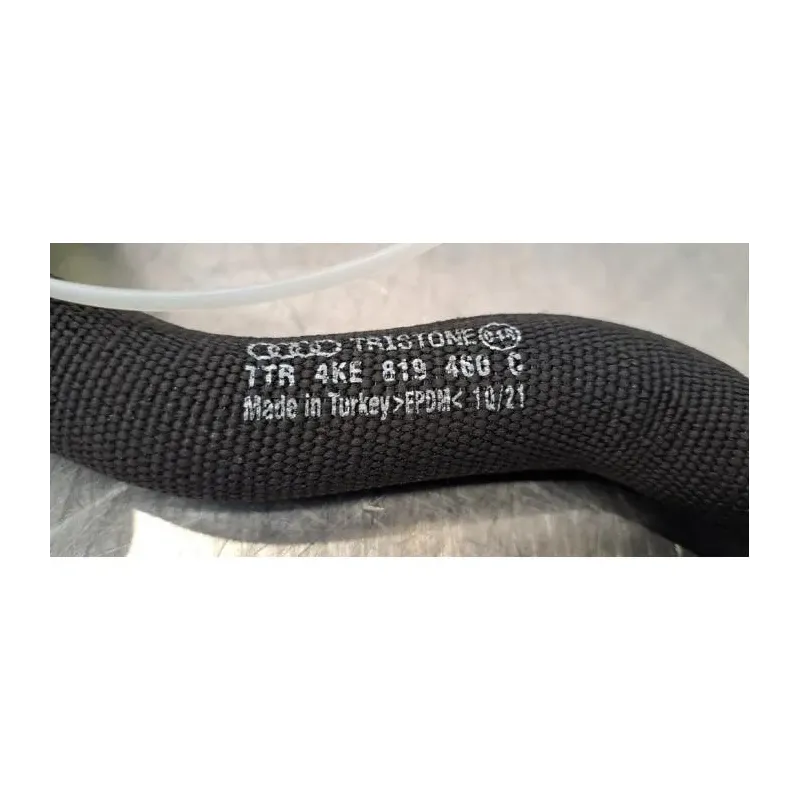 TRISTONE
TTR 4KE 819 460 C
Made in Turkey >EPDM< 10/21